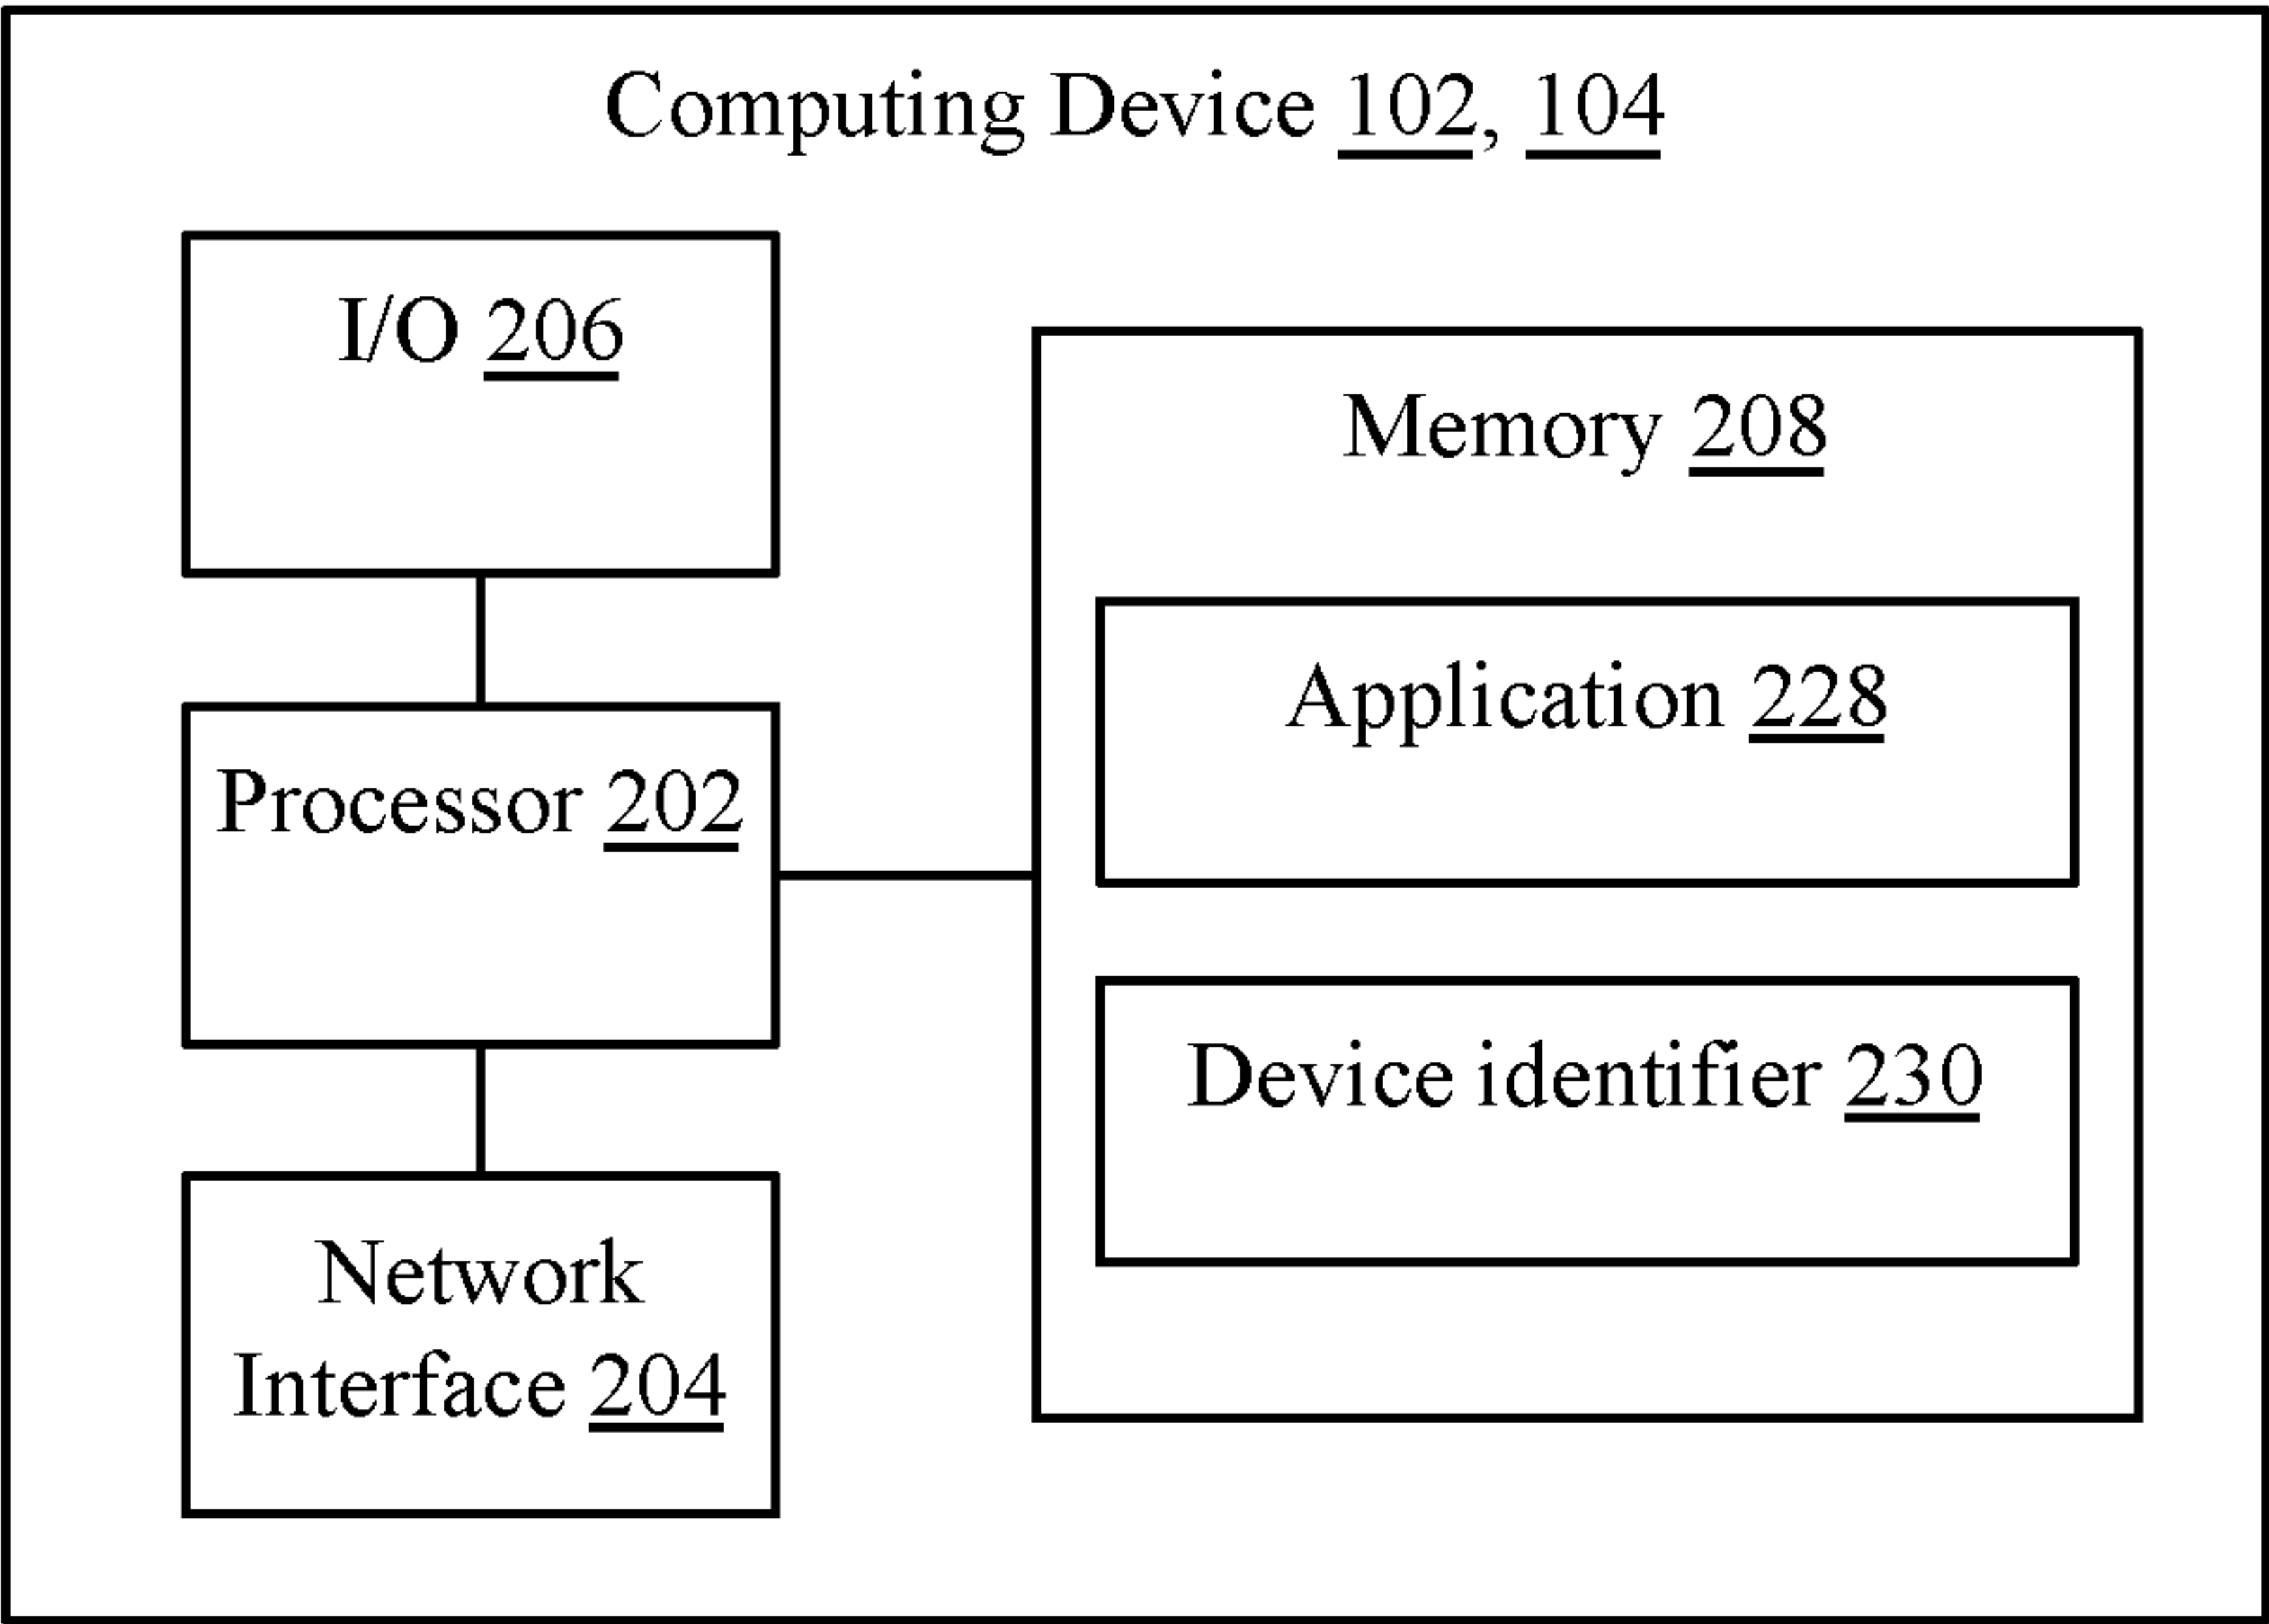 Computing Device 102, 104
I/O 206
Processor 202
Network
Interface 204
Memory 208
Application 228
Device identifier 230